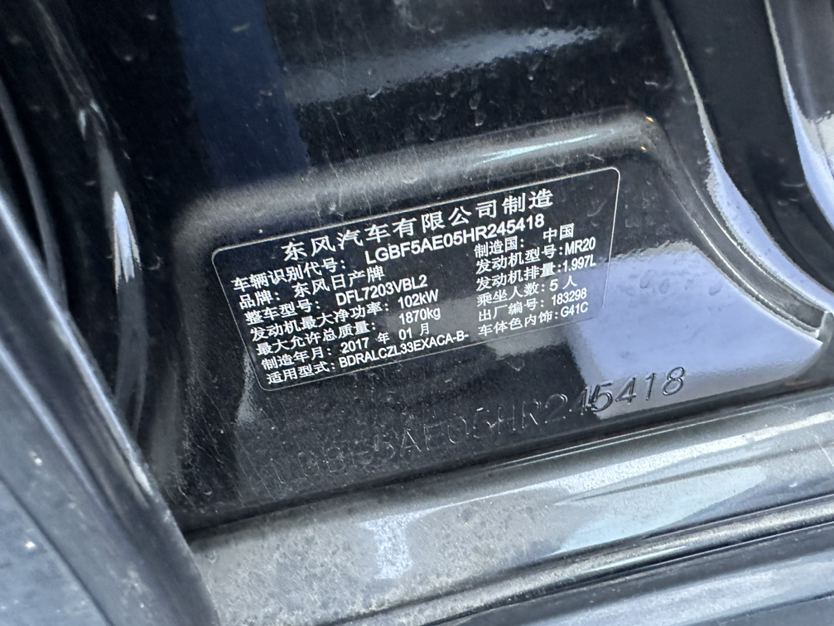 东风汽车有限公司制造
车辆识别代号: LGBF5AE05HR245418
品牌: 东风日产牌 制造国: 中国
整车型号: DFL7203VBL2 发动机型号:MR20
发动机最大净功率: 102kW 发动机排量:1.997L
最大允许总质量: 1870kg 乘坐人数:5 人
制造年月: 2017 年 01 月 出厂编号: 183298
适用型式: BDRALCZL33EXACA-B- 车体色内饰:G41C
LGBF5AE05HR245418